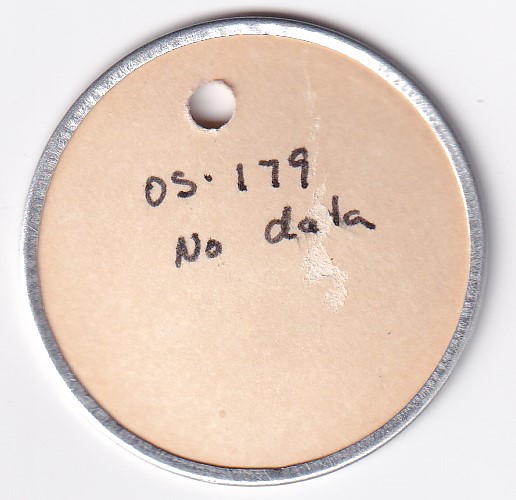 OS. 179
No data